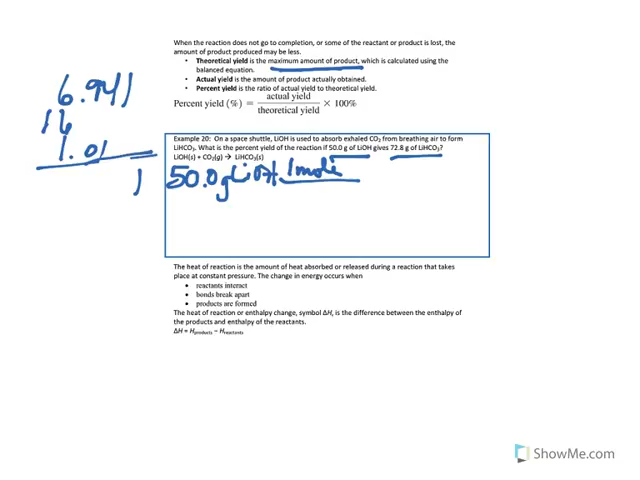 When the reaction does not go to completion, or some of the reactant or product is lost, the
amount of product produced may be less.
• Theoretical yield is the maximum amount of product, which is calculated using the
balanced equation.
• Actual yield is the amount of product actually obtained.
• Percent yield is the ratio of actual yield to theoretical yield.
Percent yield (%) = actual yield / theoretical yield × 100%
6.941
16
1.01
1
Example 20: On a space shuttle, LiOH is used to absorb exhaled CO₂ from breathing air to form
LiHCO₃. What is the percent yield of the reaction if 50.0 g of LiOH gives 72.8 g of LiHCO₃?
LiOH(s) + CO₂(g) → LiHCO₃(s)
50.0g LiOH 1 mole
The heat of reaction is the amount of heat absorbed or released during a reaction that takes
place at constant pressure. The change in energy occurs when
• reactants interact
• bonds break apart
• products are formed
The heat of reaction or enthalpy change, symbol ΔH, is the difference between the enthalpy of
the products and enthalpy of the reactants.
ΔH = Hproducts − Hreactants
ShowMe.com